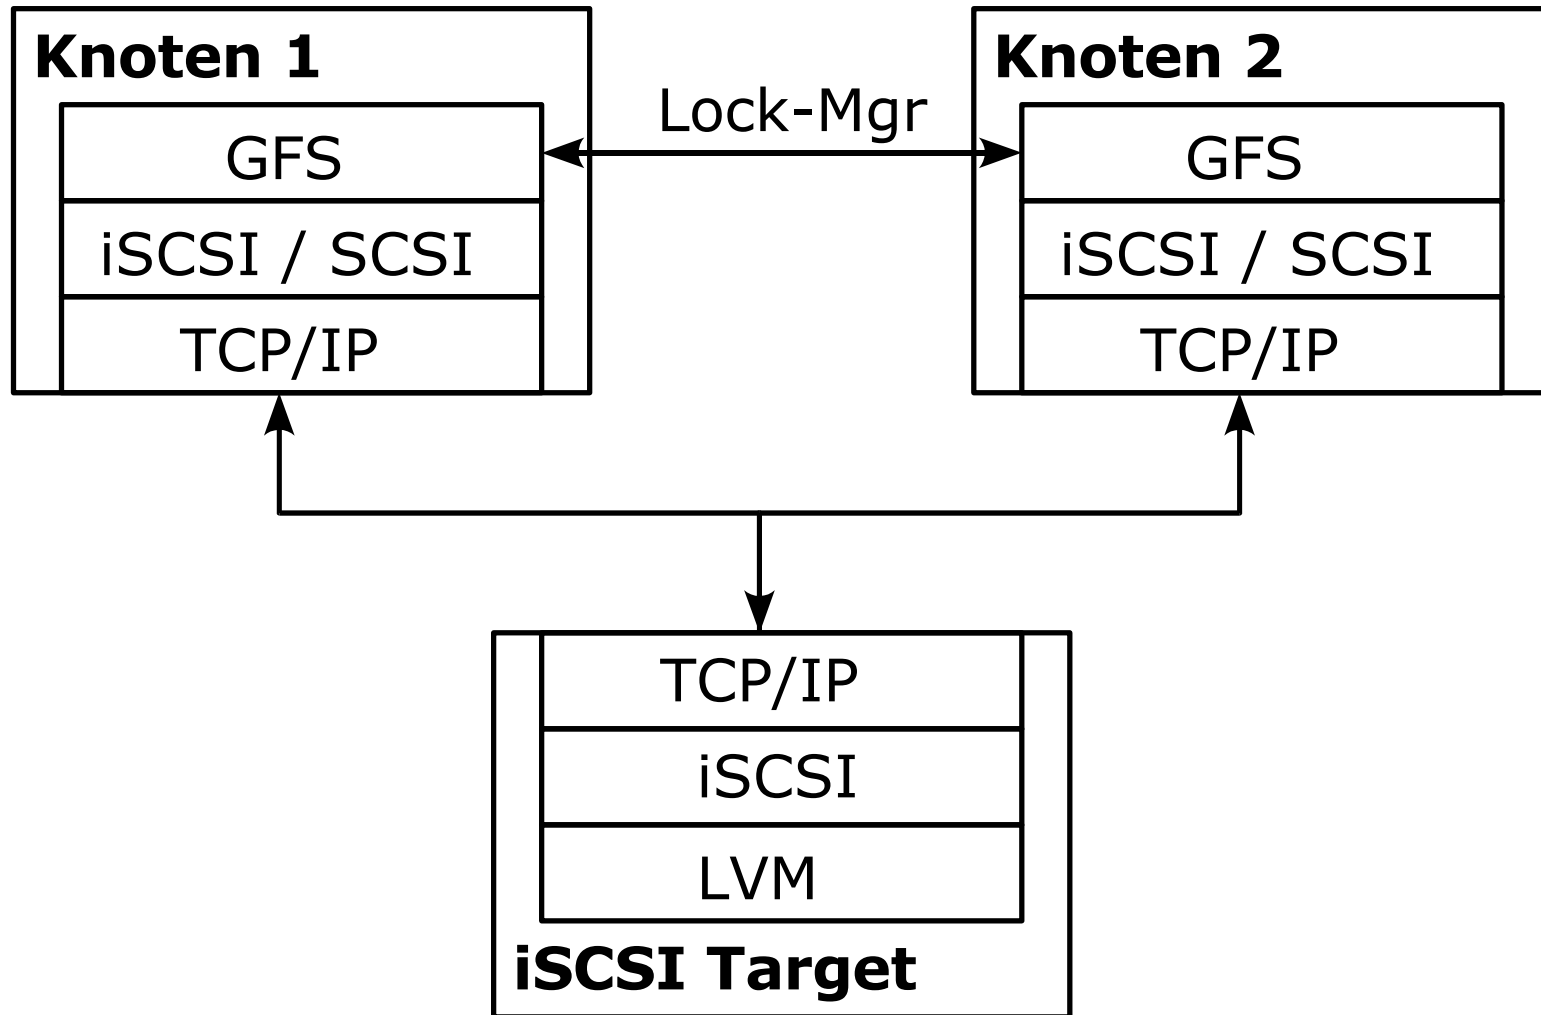 Knoten 1
GFS
iSCSI / SCSI
TCP/IP
Lock-Mgr
Knoten 2
GFS
iSCSI / SCSI
TCP/IP
TCP/IP
iSCSI
LVM
iSCSI Target